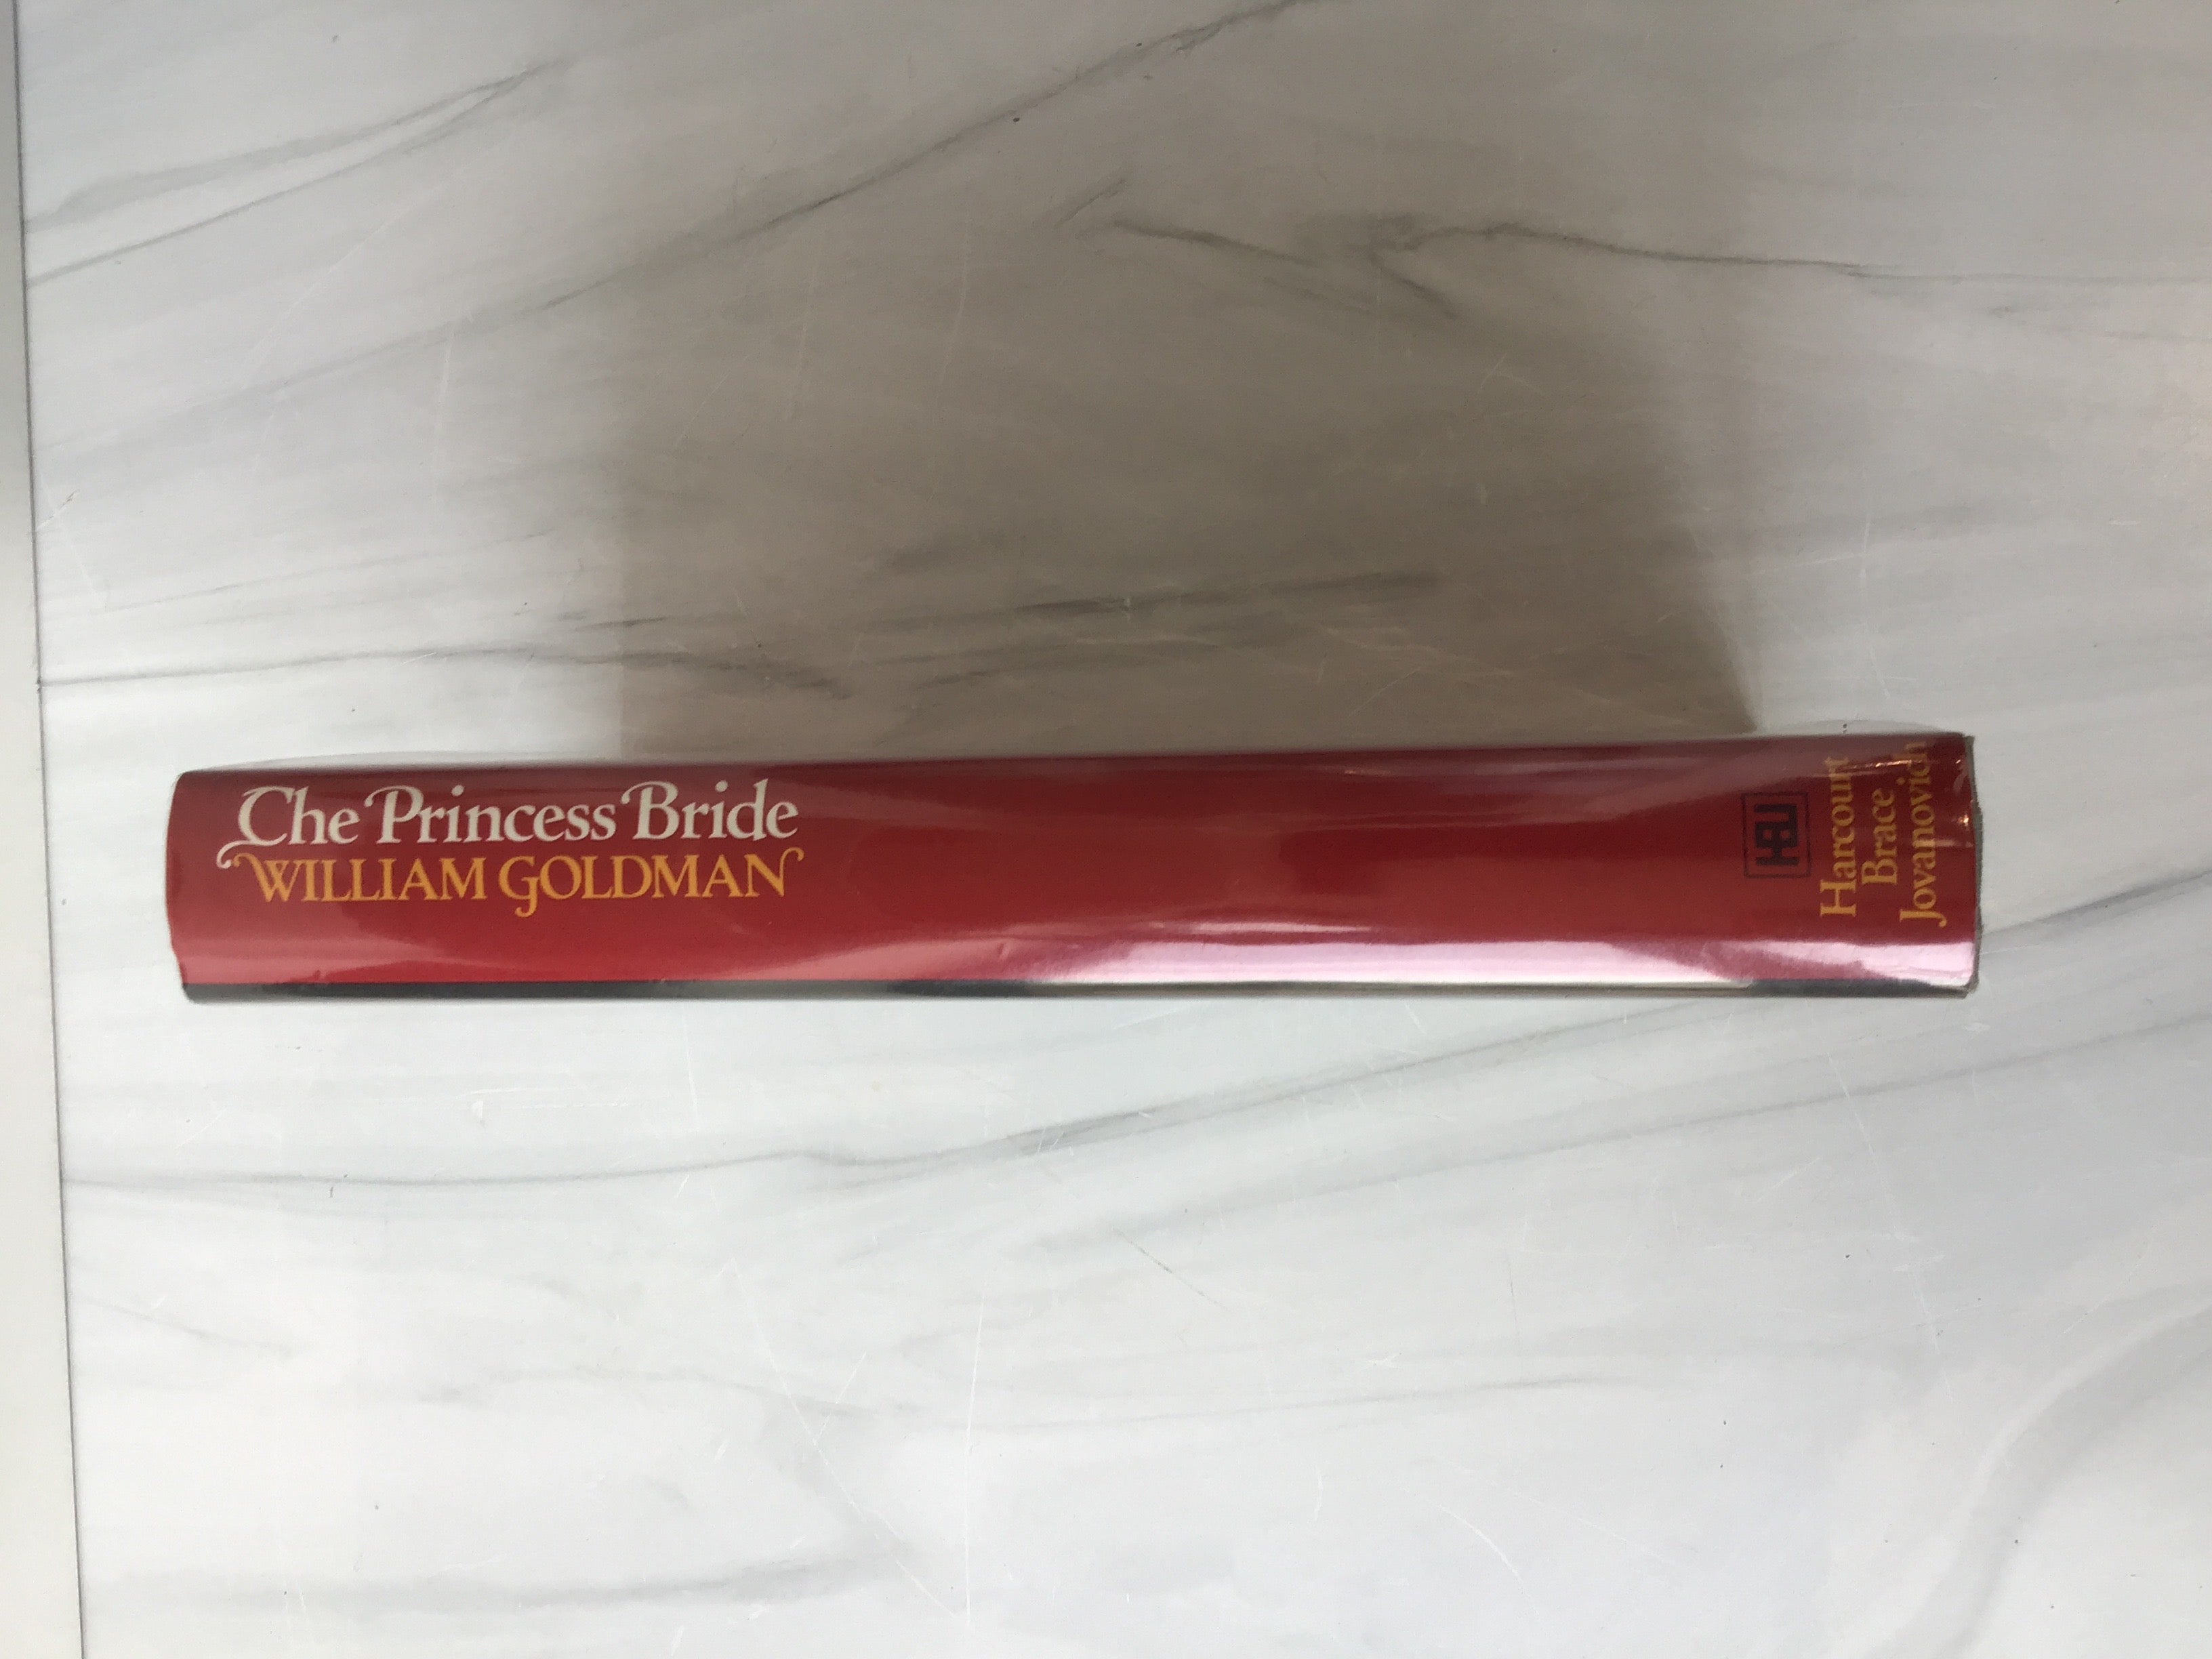 The Princess Bride
WILLIAM GOLDMAN
HBJ
Harcourt
Brace
Jovanovich